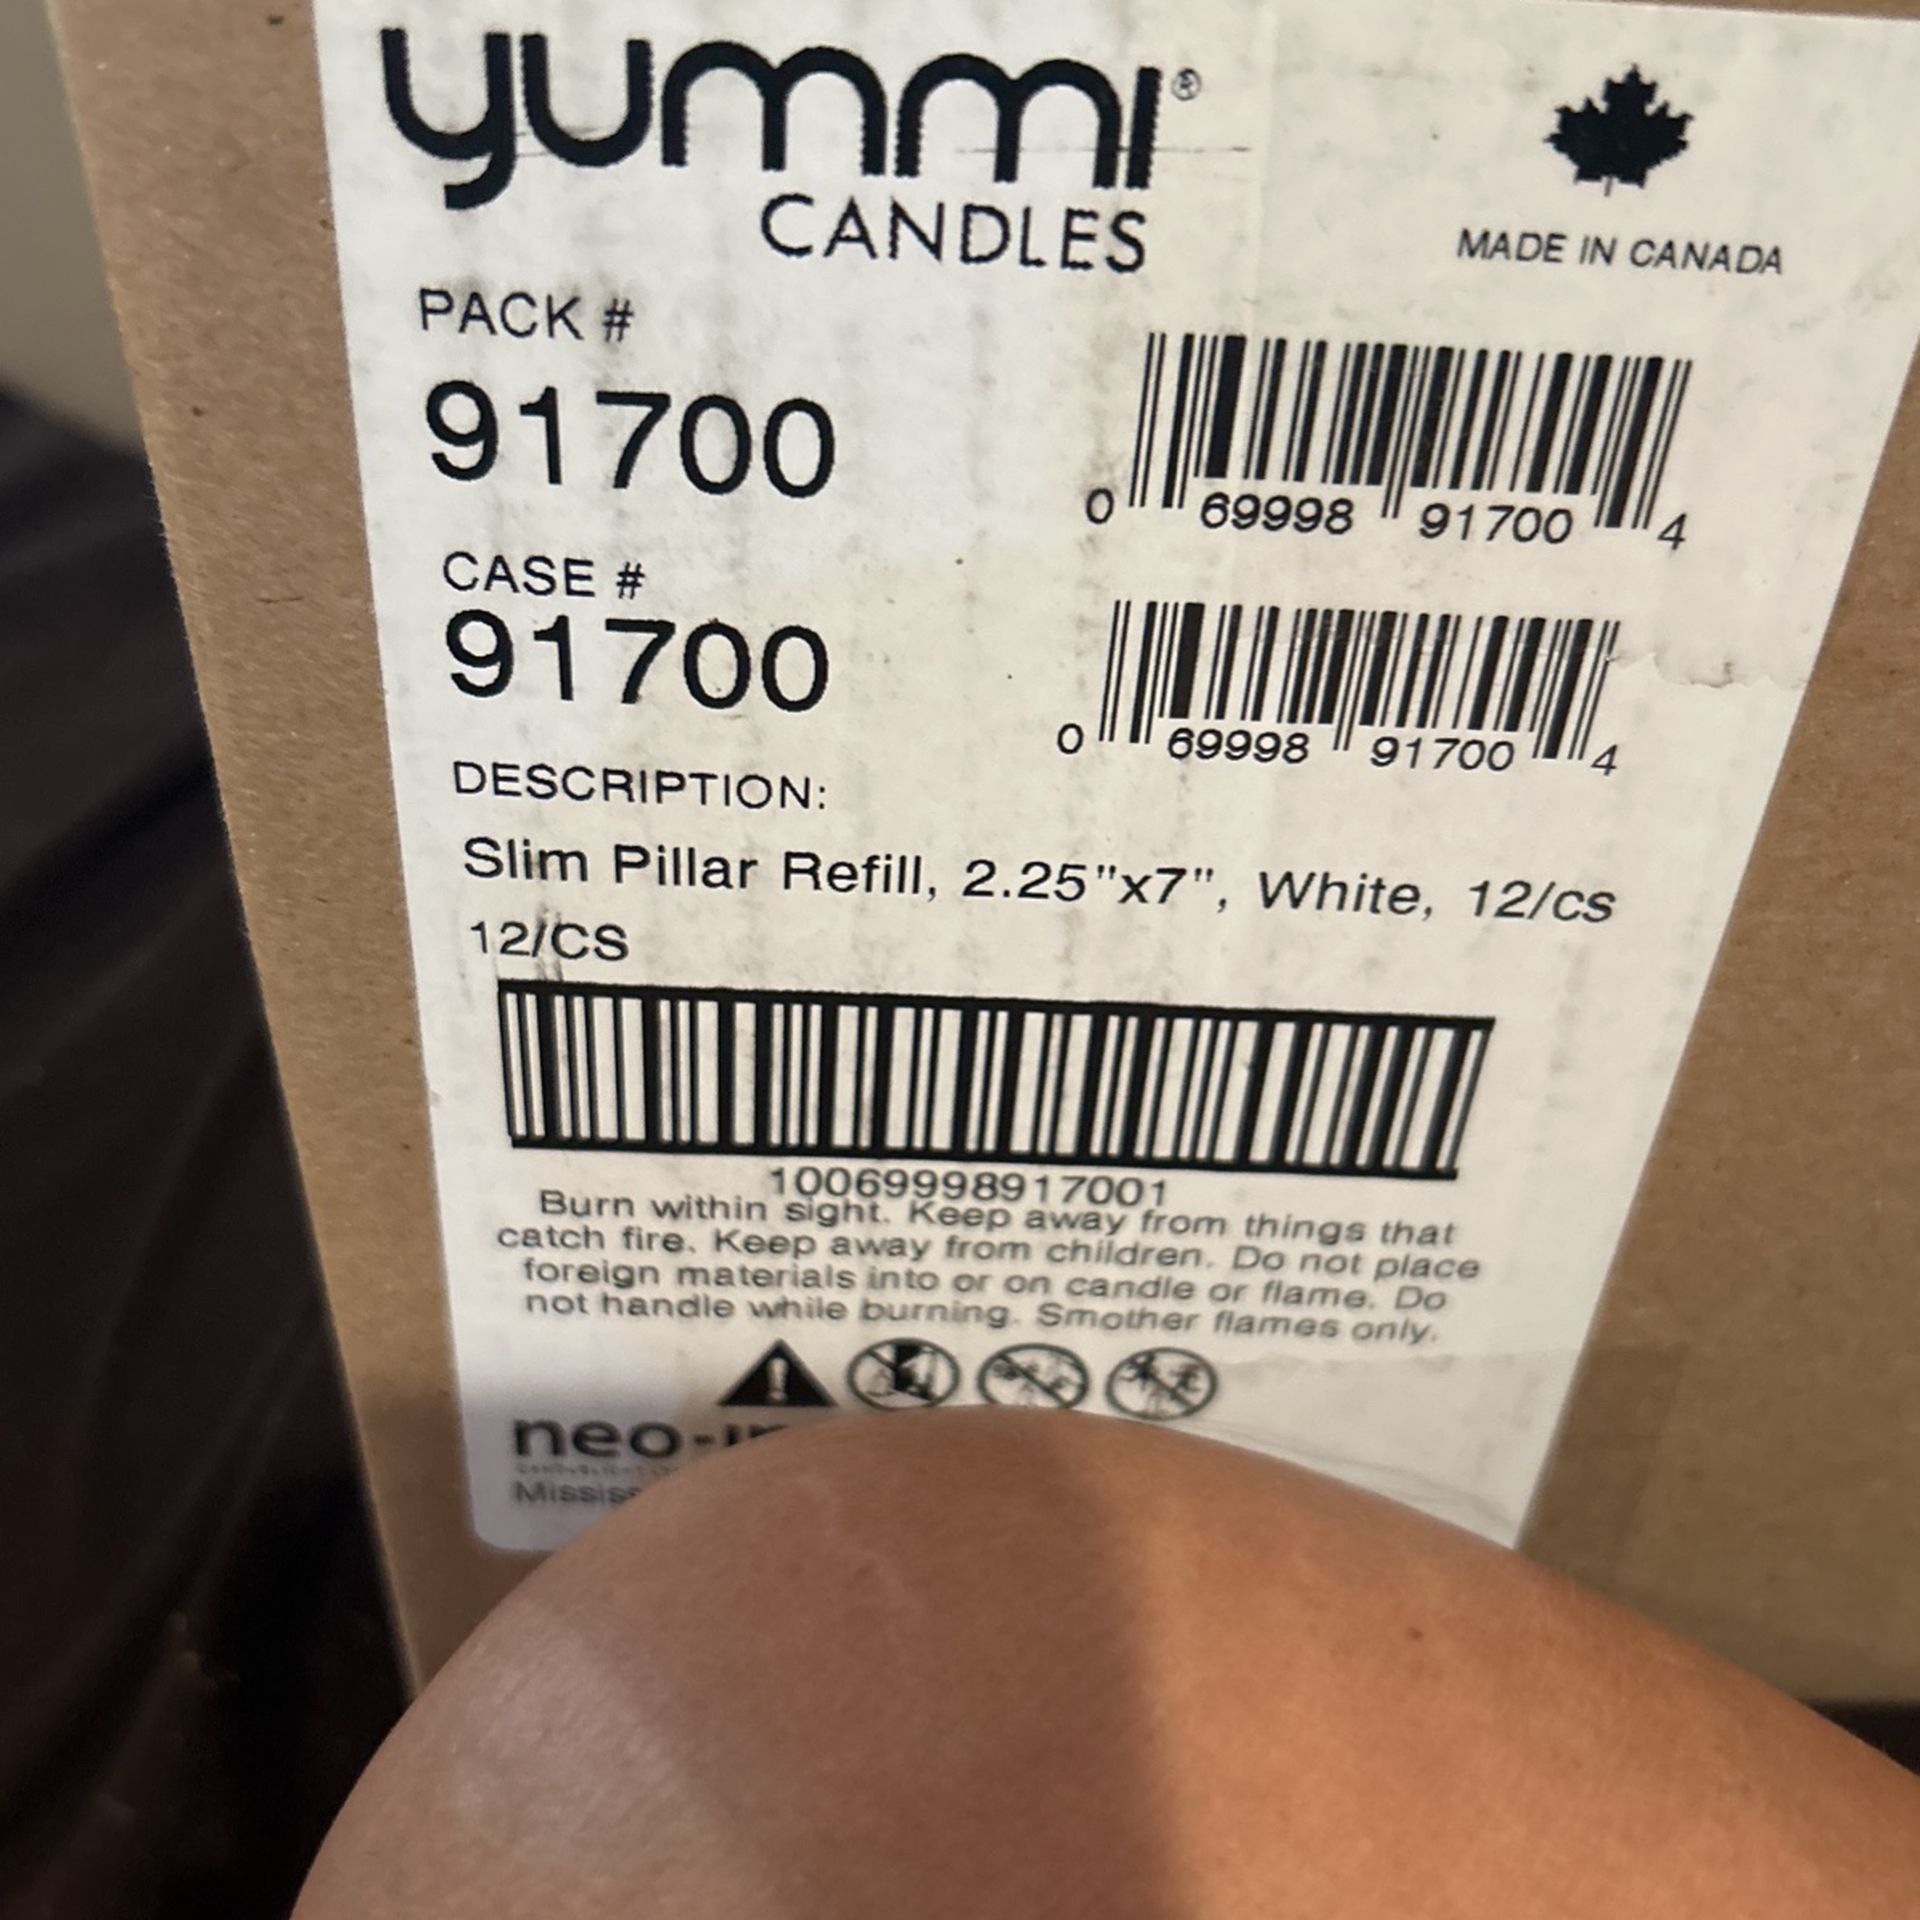 yummi®
CANDLES
MADE IN CANADA
PACK #
91700
0 69998 91700 4
CASE #
91700
0 69998 91700 4
DESCRIPTION:
Slim Pillar Refill, 2.25"x7", White, 12/cs
12/CS
10069998917001
Burn within sight. Keep away from things that
catch fire. Keep away from children. Do not place
foreign materials into or on candle or flame. Do
not handle while burning. Smother flames only.
neo-